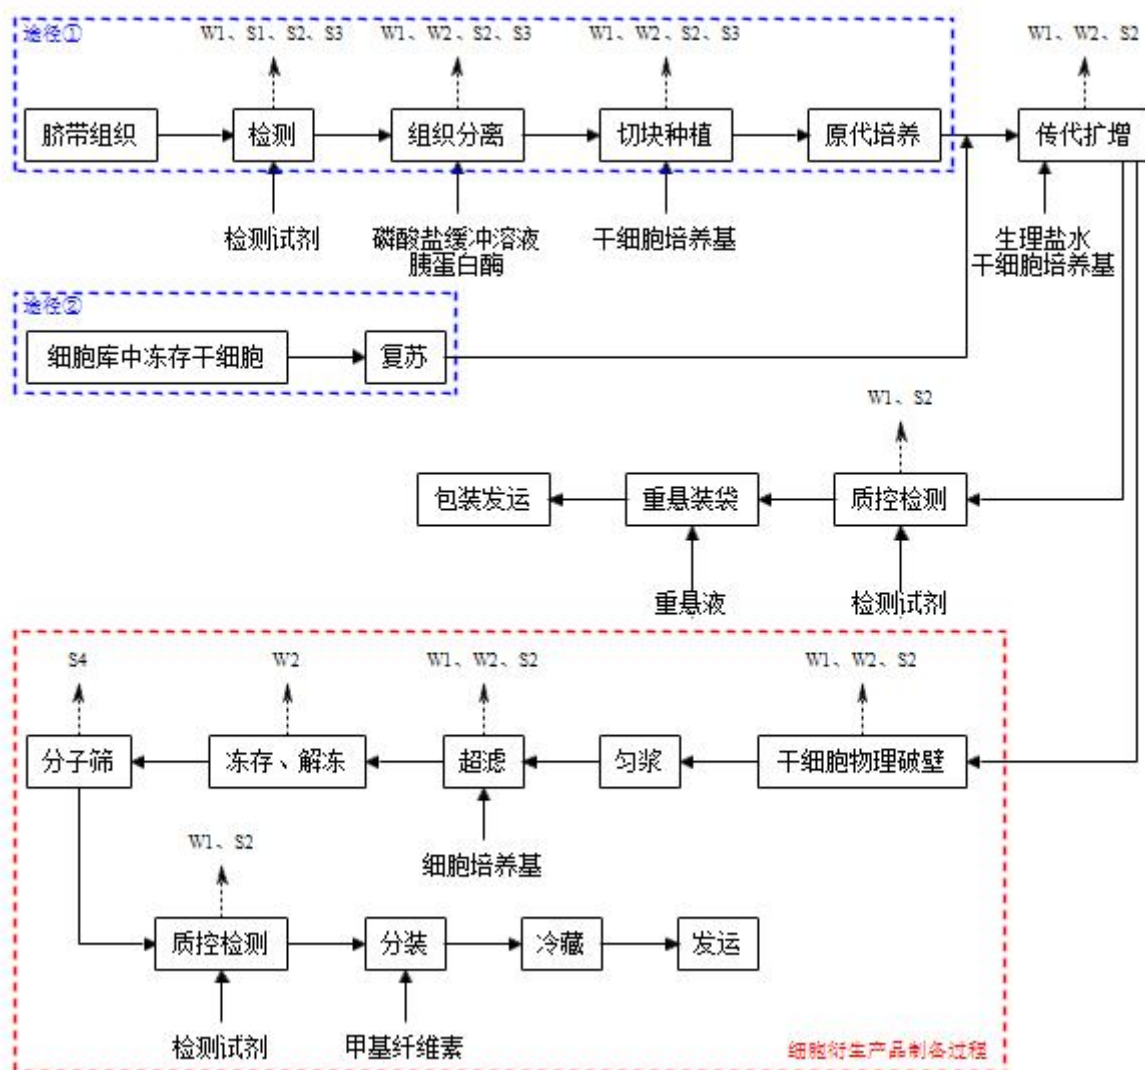 途径①
W1、S1、S2、S3
W1、W2、S2、S3
W1、W2、S2、S3
W1、W2、S2
脐带组织
检测
组织分离
切块种植
原代培养
传代扩增
检测试剂
磷酸盐缓冲溶液
胰蛋白酶
干细胞培养基
生理盐水
干细胞培养基
途径②
细胞库中冻存干细胞
复苏
W1、S2
包装发运
重悬装袋
质控检测
重悬液
检测试剂
S4
W2
W1、W2、S2
W1、W2、S2
分子筛
冻存、解冻
超滤
匀浆
干细胞物理破壁
W1、S2
细胞培养基
质控检测
分装
冷藏
发运
检测试剂
甲基纤维素
细胞衍生产品制备过程